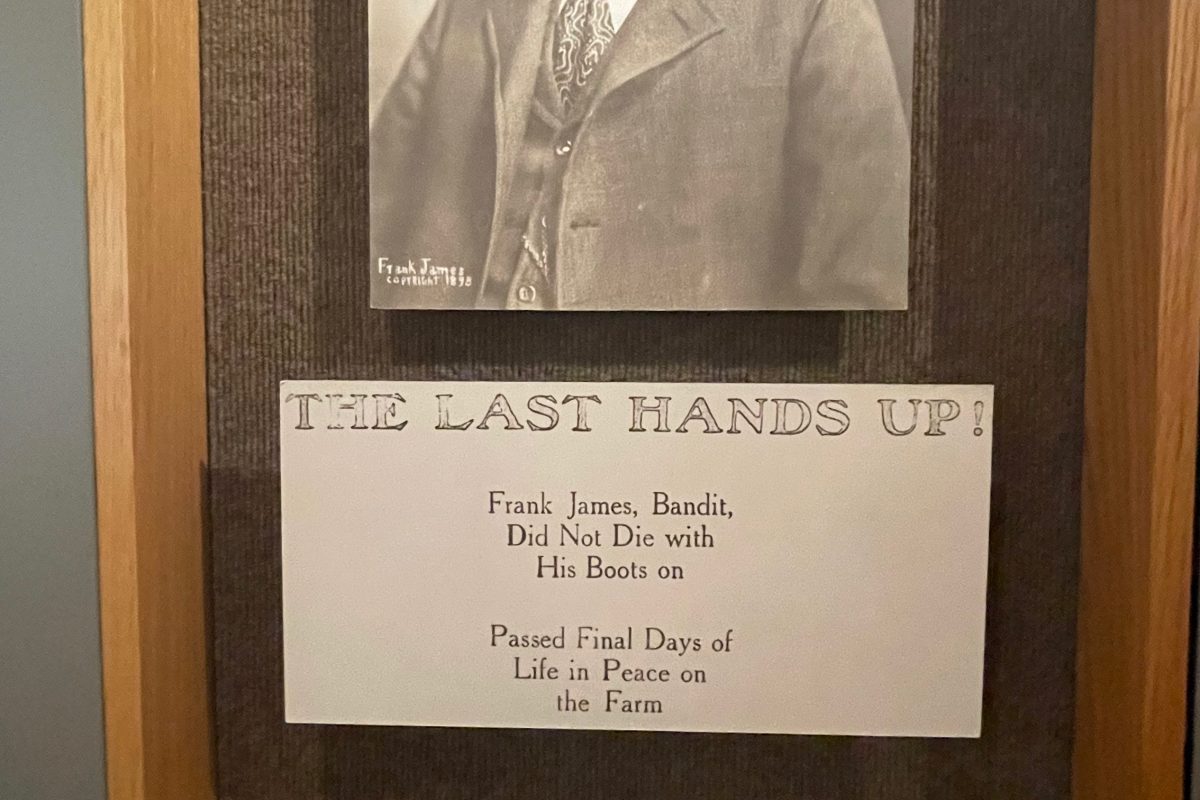 Frank James
COPYRIGHT 1898
THE LAST HANDS UP!
Frank James, Bandit,
Did Not Die with
His Boots on
Passed Final Days of
Life in Peace on
the Farm